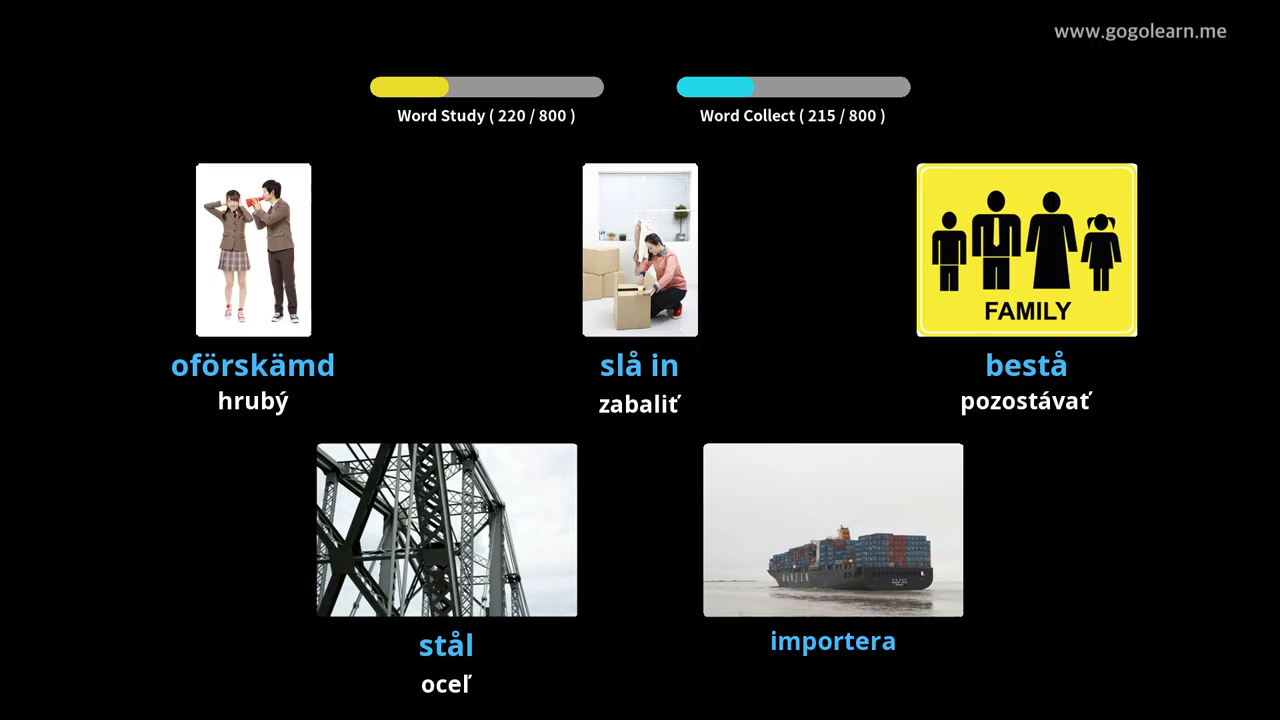 www.gogolearn.me
Word Study ( 220 / 800 )
Word Collect ( 215 / 800 )
FAMILY
oförskämd
slå in
bestå
hrubý
zabaliť
pozostávať
HANJIN
stål
importera
oceľ